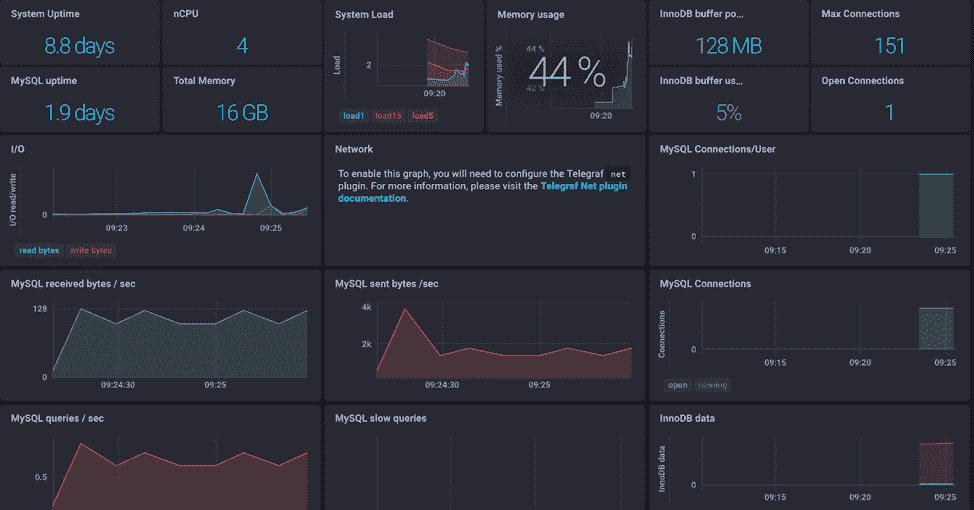 System Uptime
8.8 days
nCPU
4
System Load
Load
2
09:20
load1 load15 load5
Memory usage
Memory used %
44 %
42 %
44 %
09:20
InnoDB buffer po...
128 MB
Max Connections
151
MySQL uptime
1.9 days
Total Memory
16 GB
InnoDB buffer us...
5%
Open Connections
1
I/O
I/O read/write
0
09:23 09:24 09:25
read bytes write bytes
Network
To enable this graph, you will need to configure the Telegraf net
plugin. For more information, please visit the Telegraf Net plugin
documentation.
MySQL Connections/User
1
0
09:15 09:20 09:25
MySQL received bytes / sec
128
0
09:24:30 09:25
MySQL sent bytes /sec
4k
2k
09:24:30 09:25
MySQL Connections
Connections
0
09:15 09:20 09:25
open running
MySQL queries / sec
0.5
MySQL slow queries
InnoDB data
InnoDB data
0
09:15 09:20 09:25